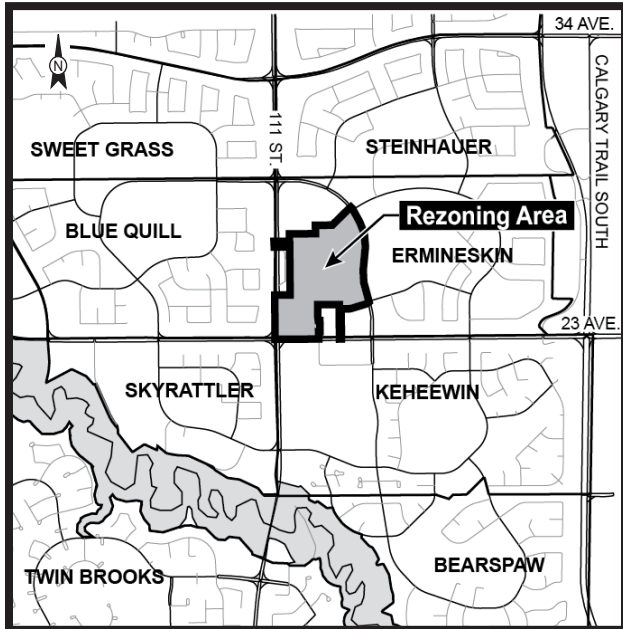 34 AVE.
N
CALGARY TRAIL SOUTH
111 ST.
SWEET GRASS
STEINHAUER
Rezoning Area
BLUE QUILL
ERMINESKIN
23 AVE.
SKYRATTLER
KEHEEWIN
BEARSPAW
TWIN BROOKS